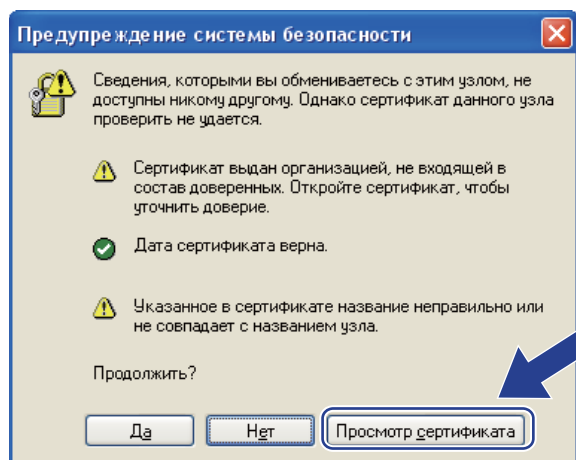 Предупреждение системы безопасности
Сведения, которыми вы обмениваетесь с этим узлом, не
доступны никому другому. Однако сертификат данного узла
проверить не удается.
Сертификат выдан организацией, не входящей в
состав доверенных. Откройте сертификат, чтобы
уточнить доверие.
Дата сертификата верна.
Указанное в сертификате название неправильно или
не совпадает с названием узла.
Продолжить?
Да Нет Просмотр сертификата